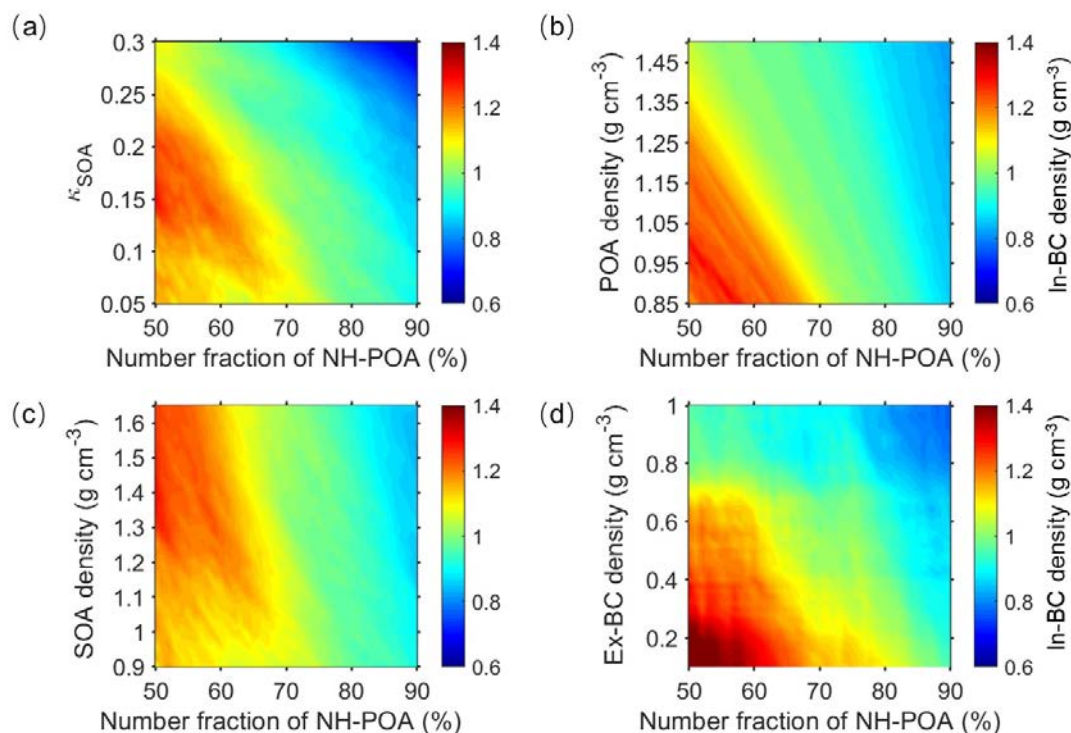 (a)
0.3
0.25
0.2
0.15
0.1
0.05
κSOA
50 60 70 80 90
Number fraction of NH-POA (%)
1.4
1.2
1
0.8
0.6
(b)
1.45
1.35
1.25
1.15
1.05
0.95
0.85
POA density (g cm⁻³)
50 60 70 80 90
Number fraction of NH-POA (%)
1.4
1.2
1
0.8
0.6
In-BC density (g cm⁻³)
(c)
1.6
1.5
1.4
1.3
1.2
1.1
1
0.9
SOA density (g cm⁻³)
50 60 70 80 90
Number fraction of NH-POA (%)
1.4
1.2
1
0.8
0.6
(d)
1
0.8
0.6
0.4
0.2
Ex-BC density (g cm⁻³)
50 60 70 80 90
Number fraction of NH-POA (%)
1.4
1.2
1
0.8
0.6
In-BC density (g cm⁻³)